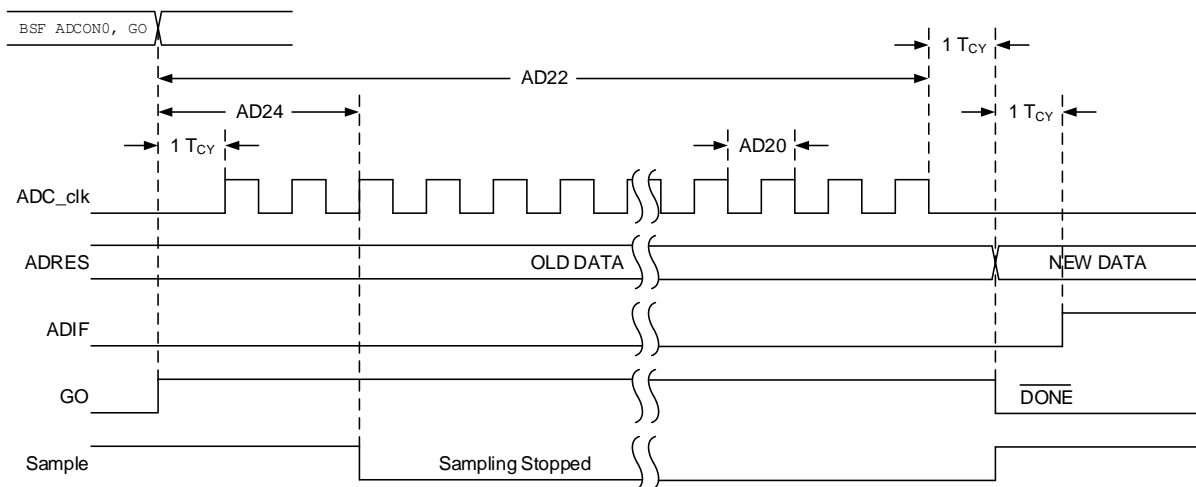 BSF ADCON0, GO
1 TCY
AD22
1 TCY
AD24
1 TCY
AD20
ADC_clk
ADRES
OLD DATA
NEW DATA
ADIF
GO
DONE
Sample
Sampling Stopped